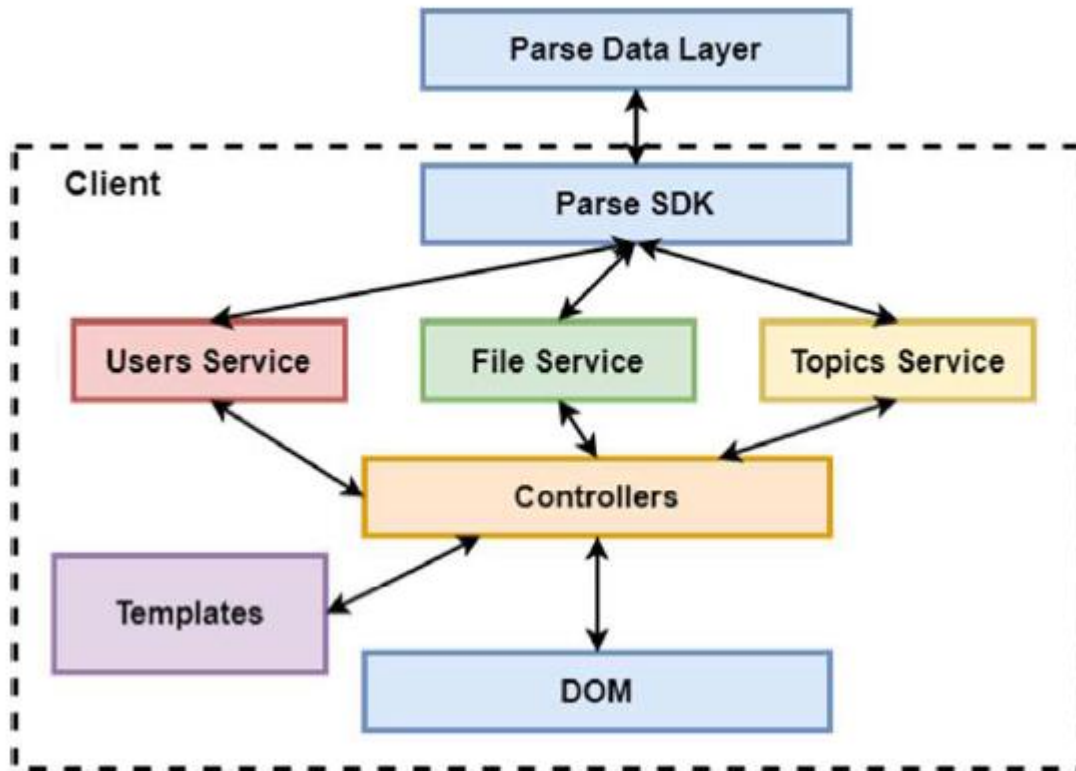 Parse Data Layer
Client
Parse SDK
Users Service
File Service
Topics Service
Controllers
Templates
DOM